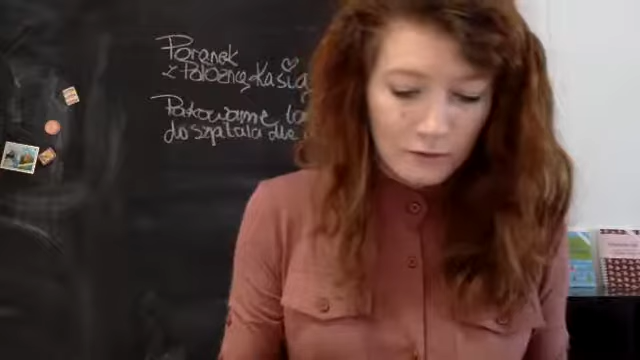 Poranek
z Położną Kasią
Pakowanie
do szpitala dla